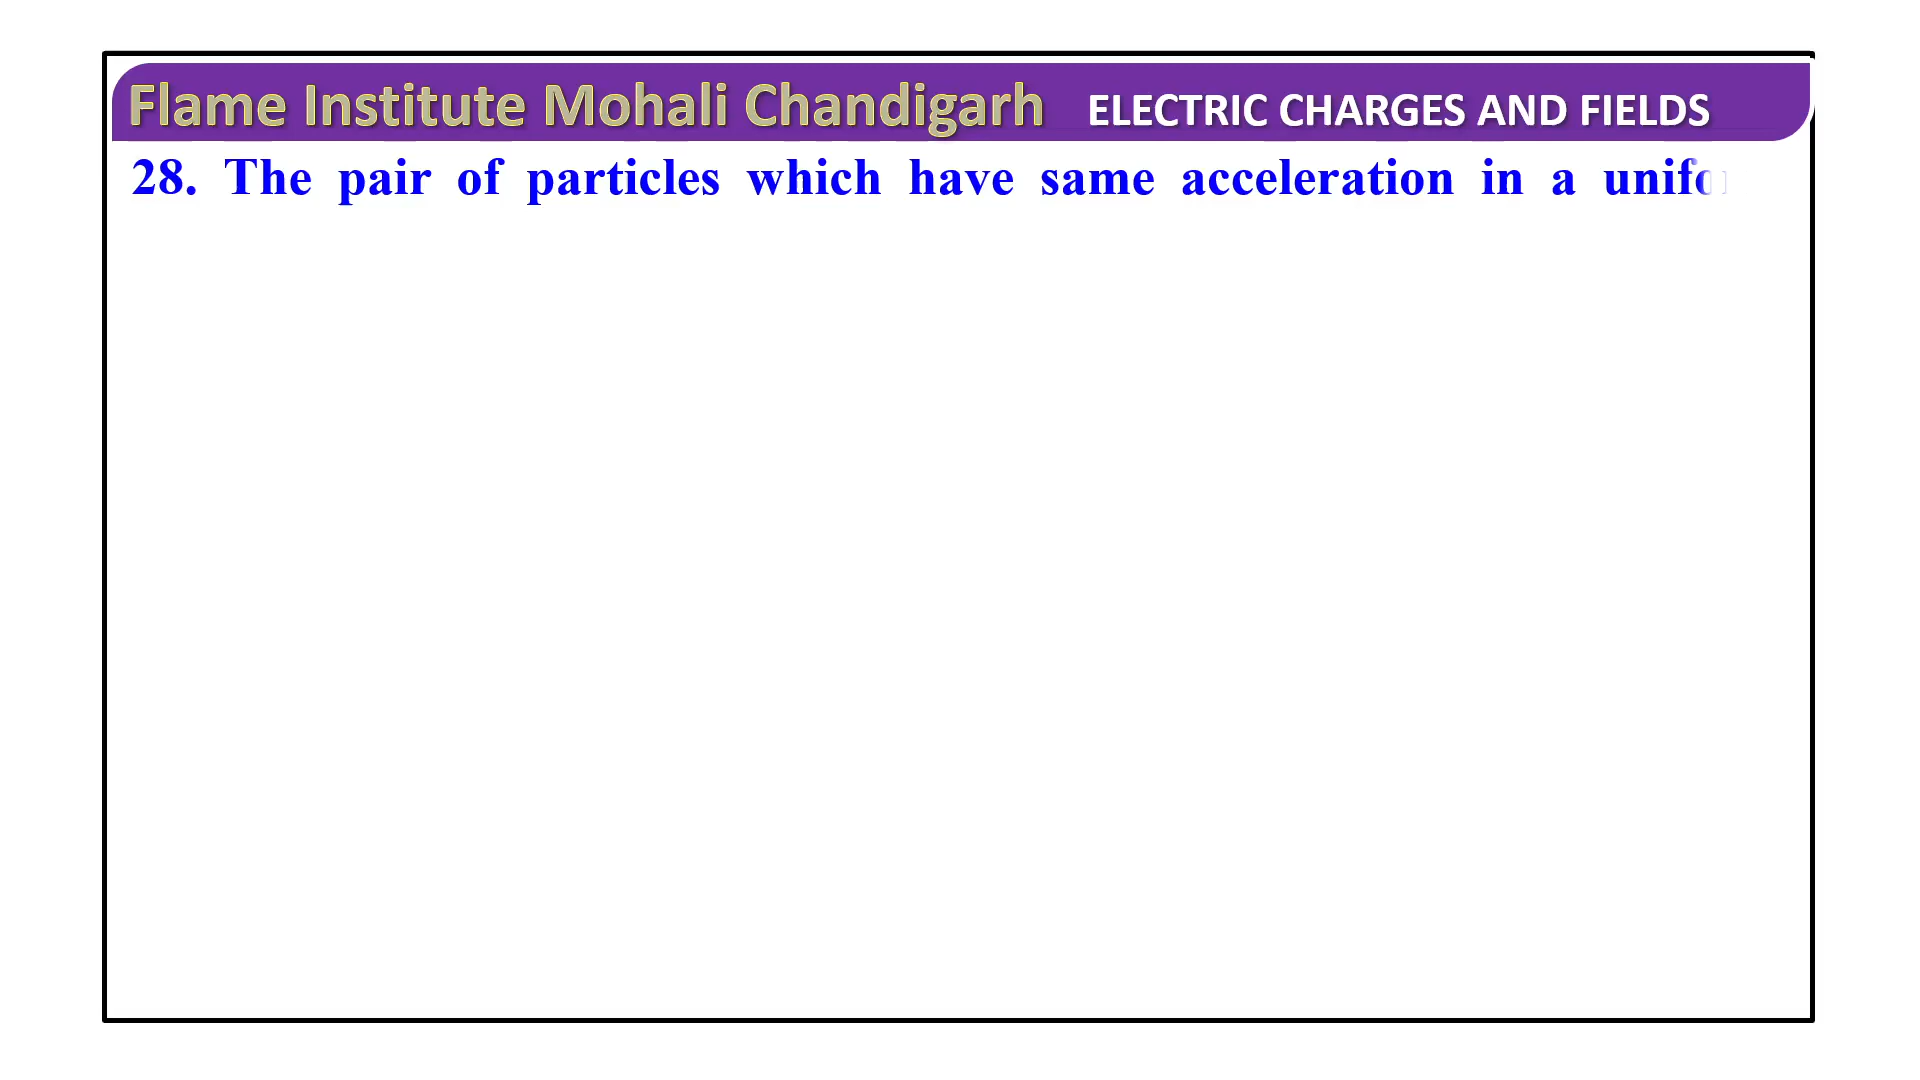 Flame Institute Mohali Chandigarh ELECTRIC CHARGES AND FIELDS
28. The pair of particles which have same acceleration in a